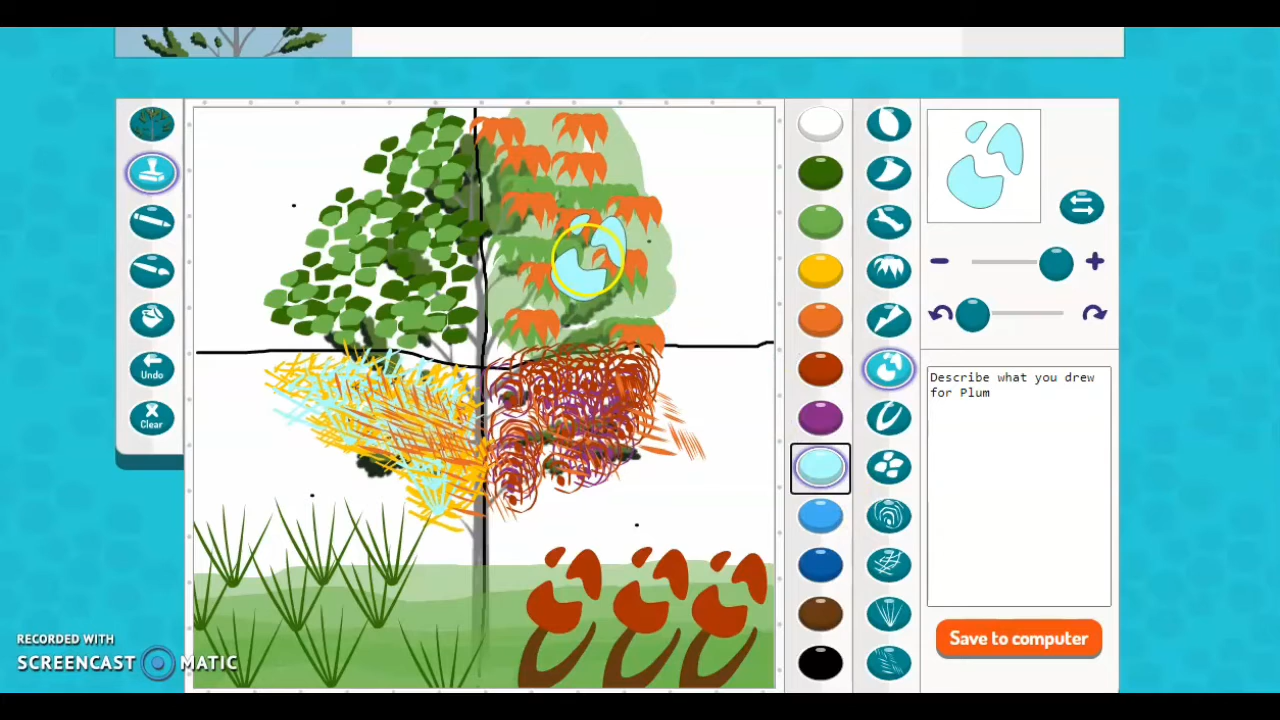 Undo
Clear
Describe what you drew
for Plum
Save to computer
RECORDED WITH
SCREENCAST MATIC